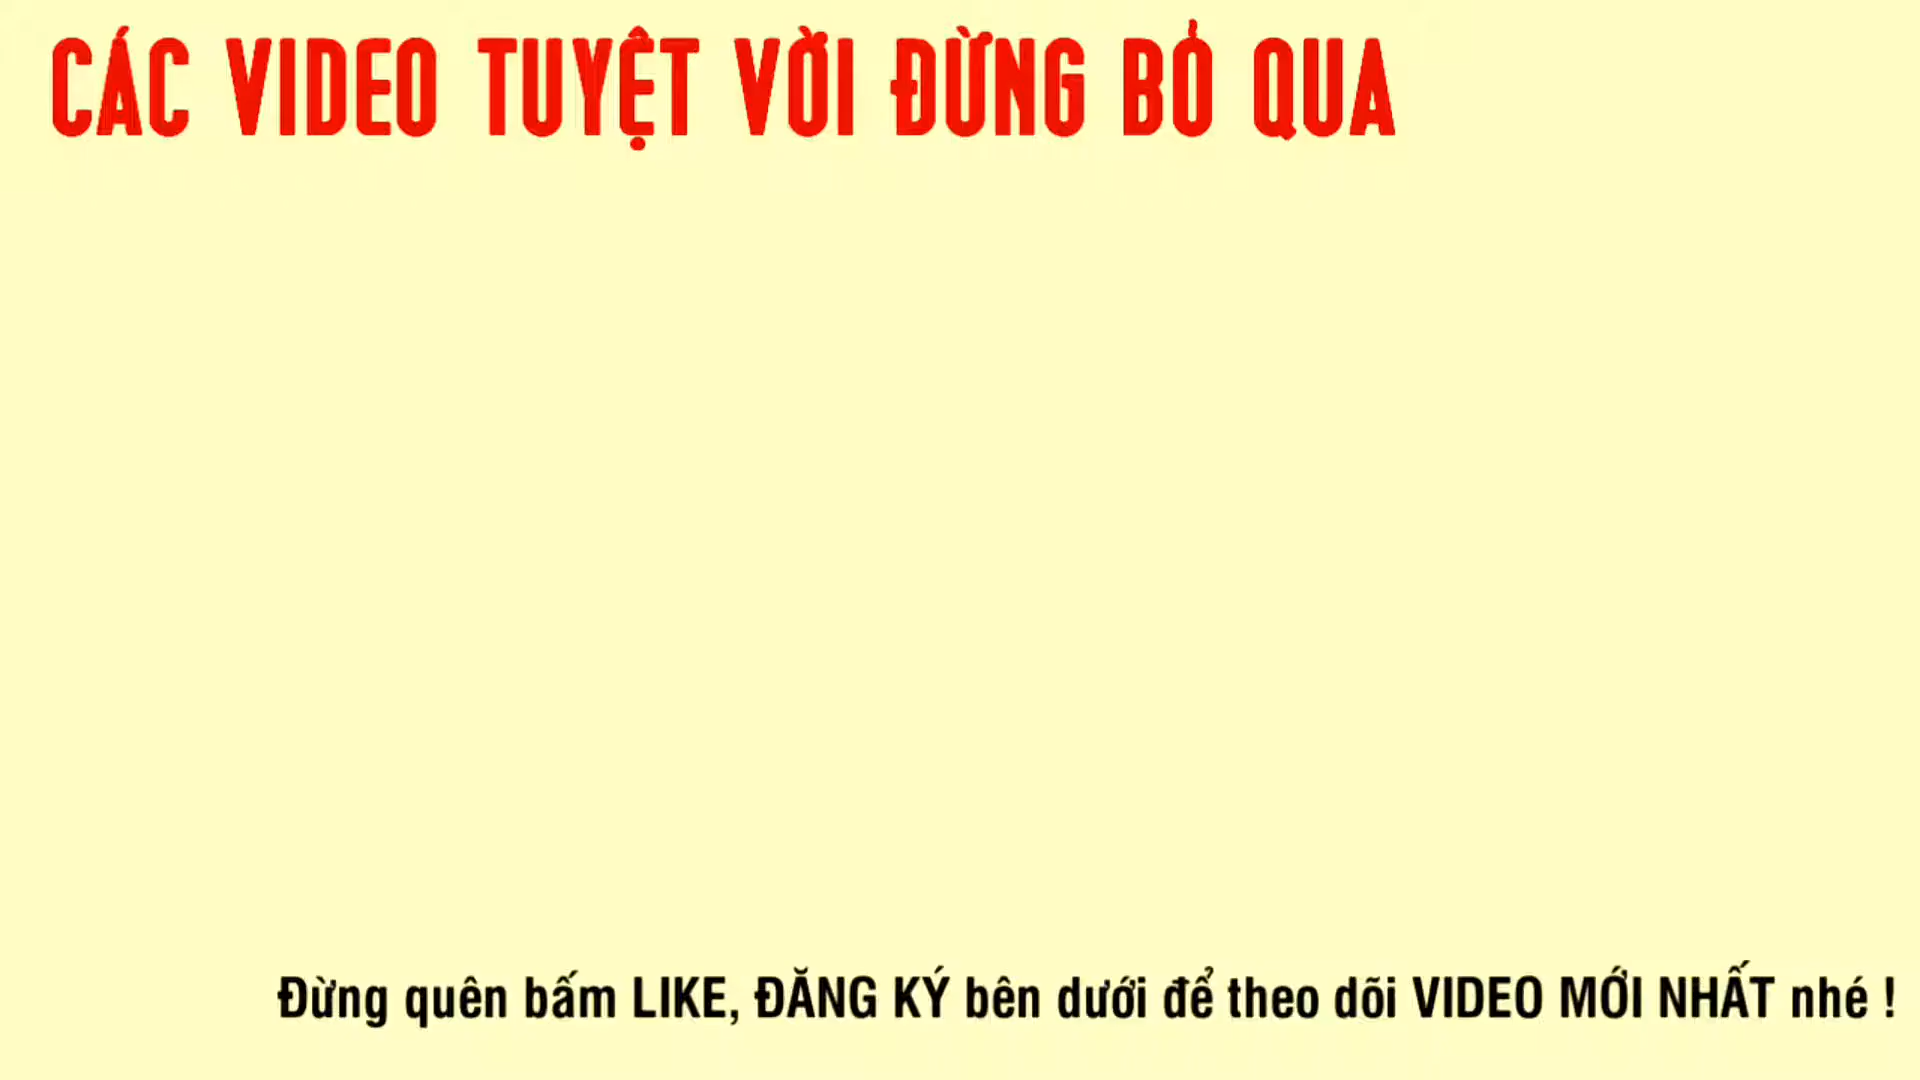 CÁC VIDEO TUYỆT VỜI ĐỪNG BỎ QUA
Đừng quên bấm LIKE, ĐĂNG KÝ bên dưới để theo dõi VIDEO MỚI NHẤT nhé !